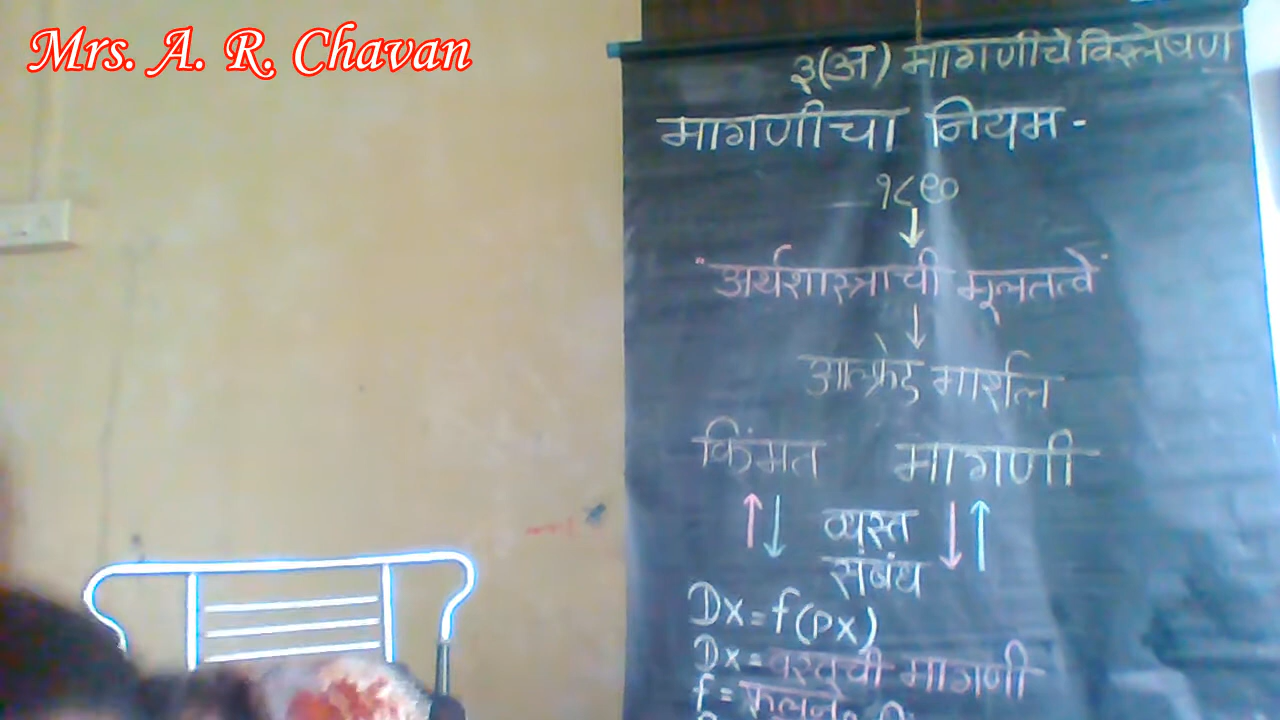 Mrs. A. R. Chavan
३(अ) मागणीचे विश्लेषण
मागणीचा नियम -
१८९०
↓
"अर्थशास्त्राची मूलतत्वे"
↓
आल्फ्रेड मार्शल
किंमत मागणी
↑↓ व्यस्त ↓↑
संबंध
Dx = f(Px)
Dx = वस्तूची मागणी
f = फलन